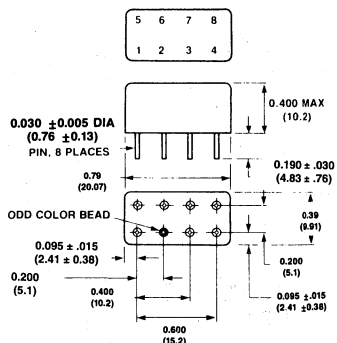 5 6 7 8
1 2 3 4
0.400 MAX
(10.2)
0.030 ±0.005 DIA
(0.76 ±0.13)
PIN, 8 PLACES
0.190 ± .030
(4.83 ± .76)
0.79
(20.07)
ODD COLOR BEAD
0.39
(9.91)
0.095 ± .015
(2.41 ± 0.38)
0.200
(5.1)
0.200
(5.1)
0.400
(10.2)
0.095 ± .015
(2.41 ±0.38)
0.600
(15.2)